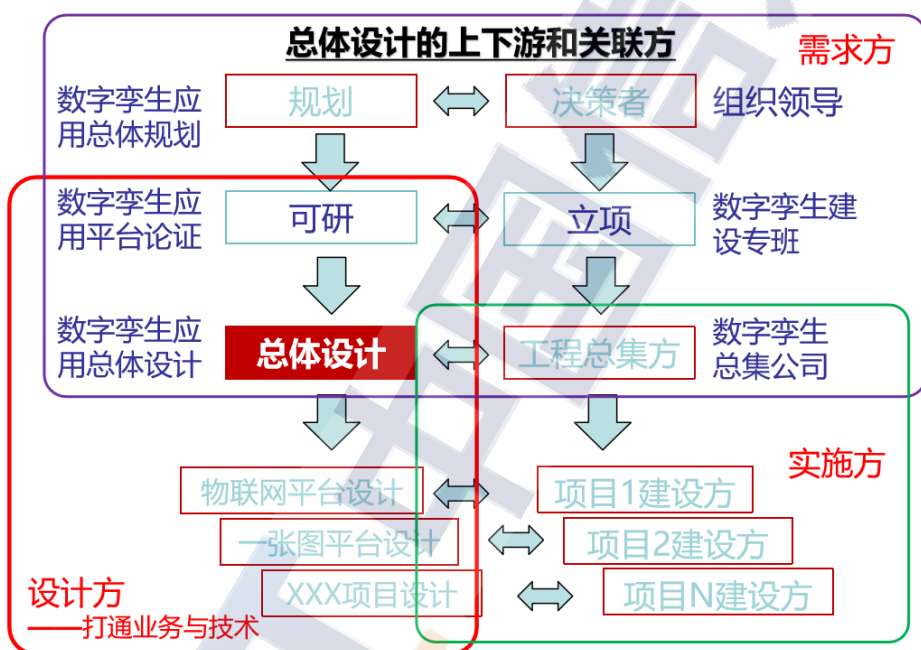 总体设计的上下游和关联方
需求方
数字孪生应
用总体规划
规划
决策者
组织领导
数字孪生应
用平台论证
可研
立项
数字孪生建
设专班
数字孪生应
用总体设计
总体设计
工程总集方
数字孪生
总集公司
实施方
物联网平台设计
项目1建设方
一张图平台设计
项目2建设方
设计方
——打通业务与技术
XXX项目设计
项目N建设方
中国信